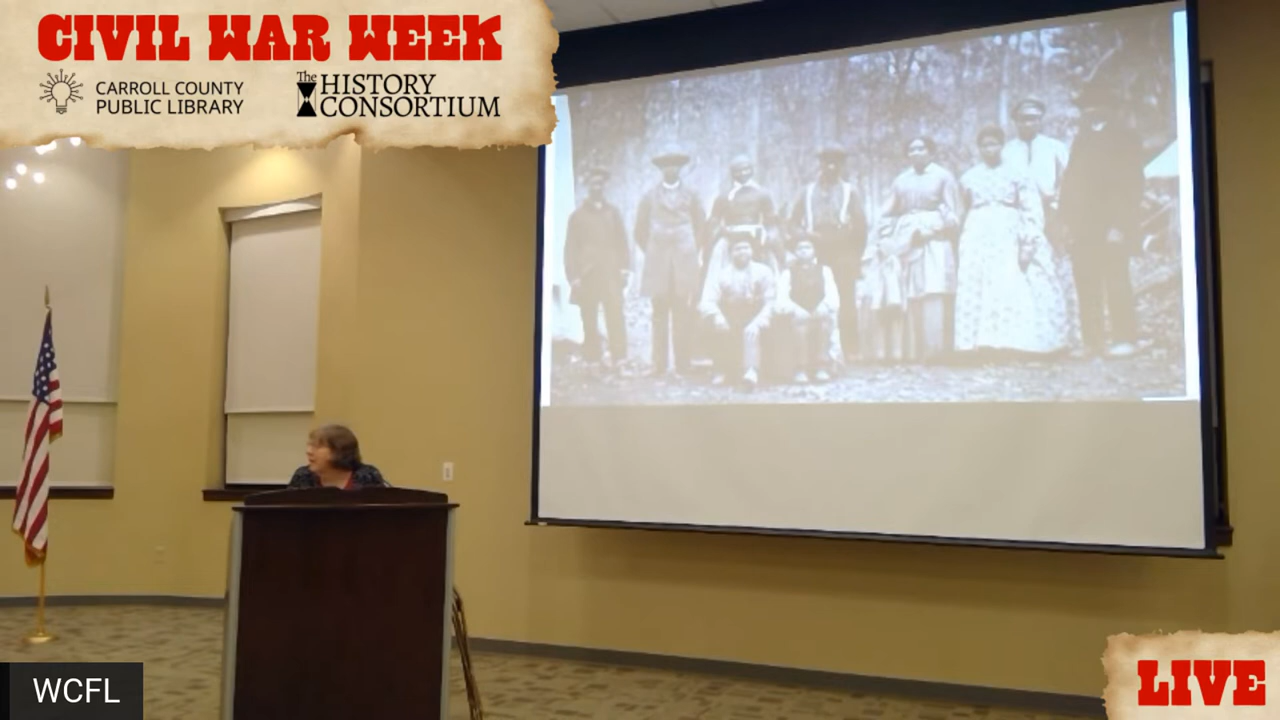 CIVIL WAR WEEK
CARROLL COUNTY
PUBLIC LIBRARY
The
HISTORY
CONSORTIUM
WCFL
LIVE